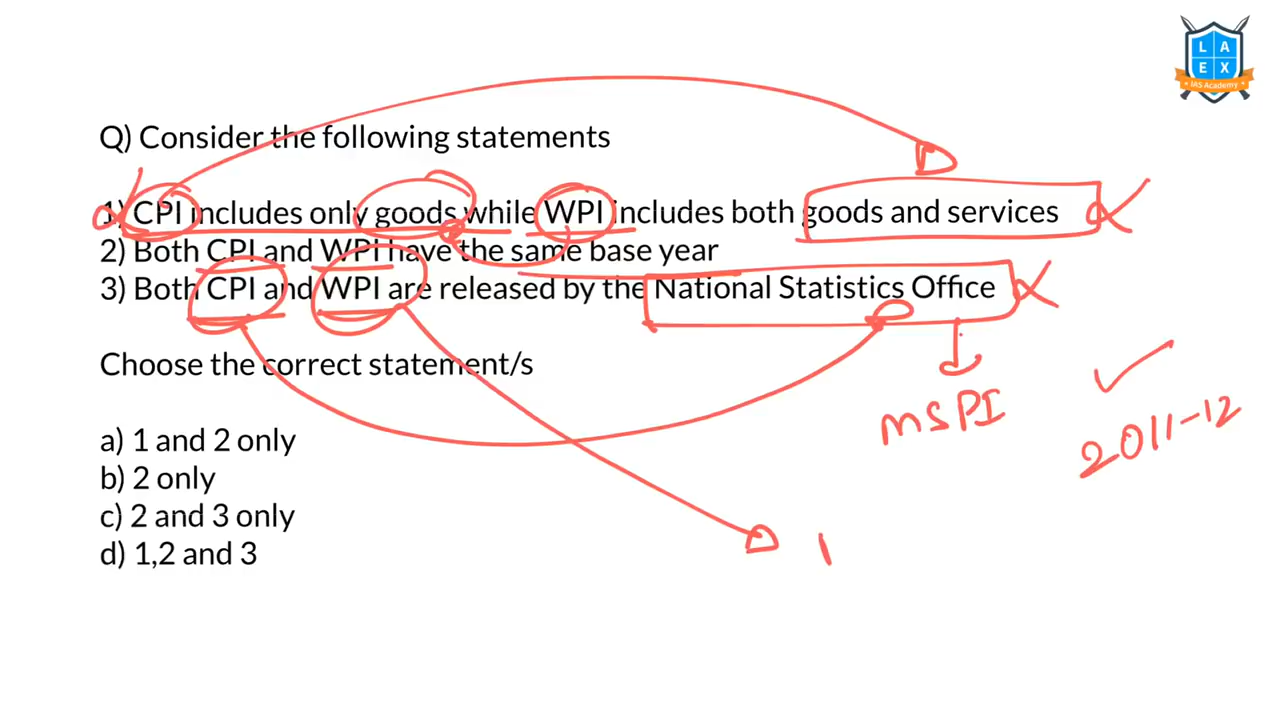 L A
E X
IAS Academy
Q) Consider the following statements
1) CPI includes only goods while WPI includes both goods and services
2) Both CPI and WPI have the same base year
3) Both CPI and WPI are released by the National Statistics Office
Choose the correct statement/s
MSPI
2011-12
a) 1 and 2 only
b) 2 only
c) 2 and 3 only
d) 1,2 and 3